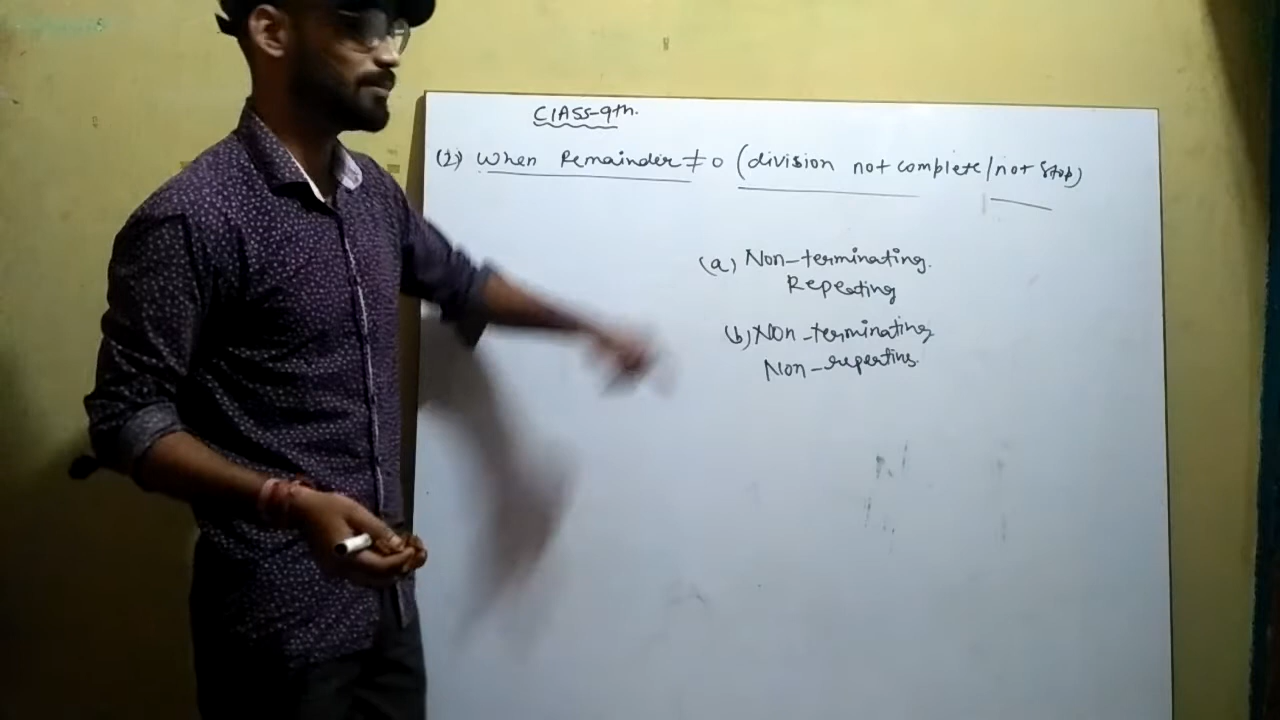 CLASS-9th.
(2) When Remainder ≠ 0 (division not complete/not stop)
(a) Non-terminating.
Repeating
(b) Non-terminating
Non-repeating.